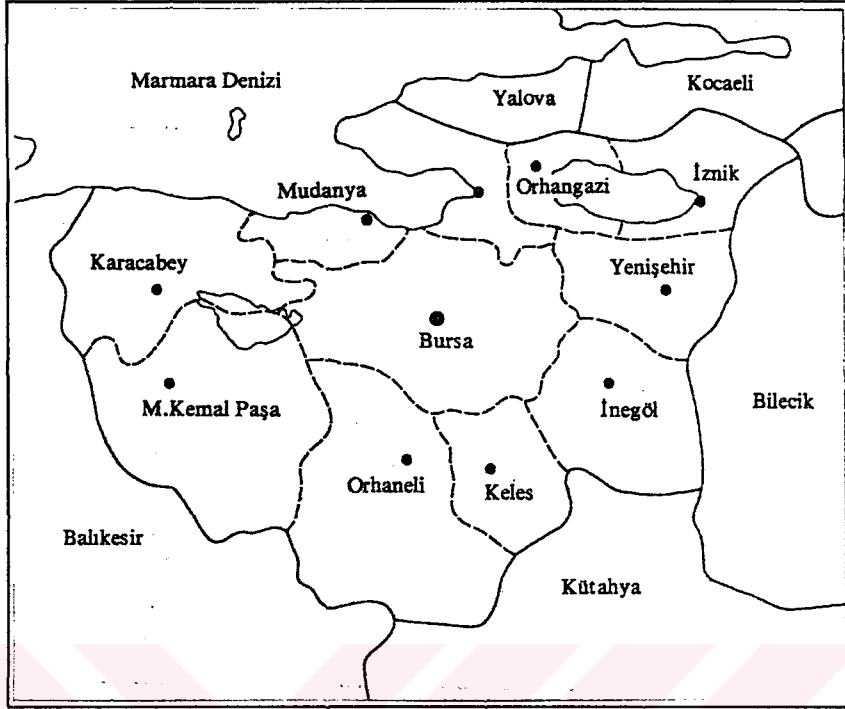 Marmara Denizi
Yalova
Kocaeli
Mudanya
Orhangazi
İznik
Karacabey
Yenişehir
Bursa
M.Kemal Paşa
İnegöl
Bilecik
Orhaneli
Keles
Balıkesir
Kütahya